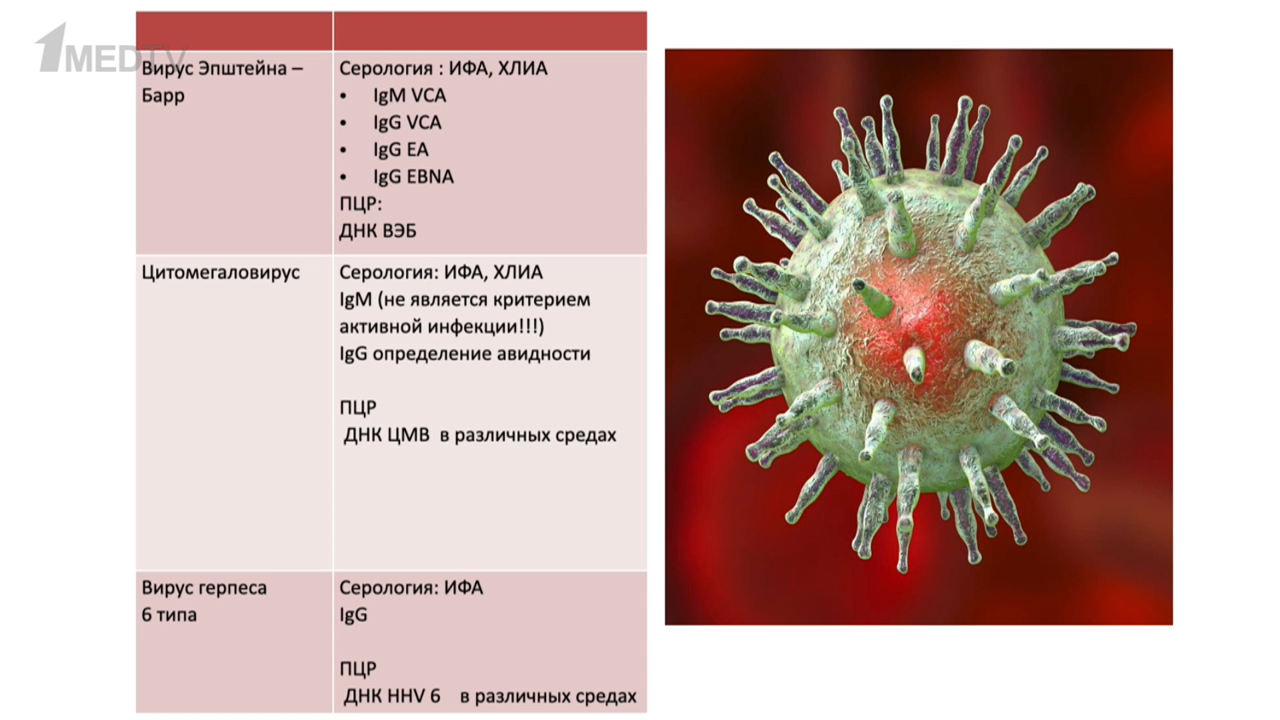 1MEDTV
Вирус Эпштейна –
Барр
Серология : ИФА, ХЛИА
• IgM VCA
• IgG VCA
• IgG EA
• IgG EBNA
ПЦР:
ДНК ВЭБ
Цитомегаловирус
Серология: ИФА, ХЛИА
IgM (не является критерием
активной инфекции!!!)
IgG определение авидности
ПЦР
ДНК ЦМВ в различных средах
Вирус герпеса
6 типа
Серология: ИФА
IgG
ПЦР
ДНК HHV 6 в различных средах